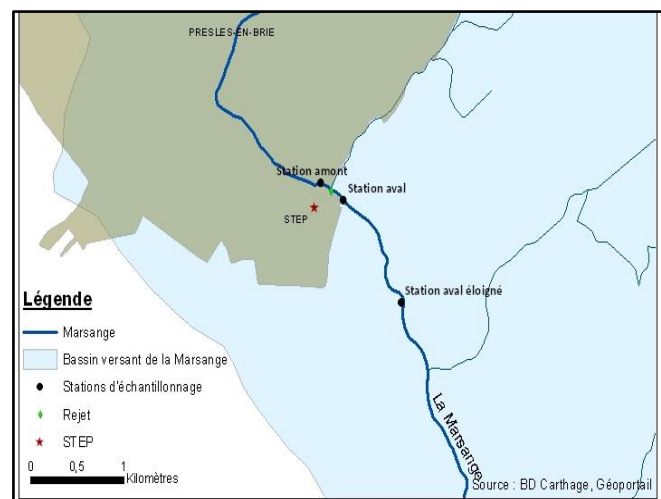 PRESLES-EN-BRIE
Station amont
Station aval
STEP
Station aval éloigné
Légende
Marsange
Bassin versant de la Marsange
Stations d'échantillonnage
Rejet
STEP
0 0,5 1
Kilomètres
La Marsange
Source : BD Carthage, Géoportail